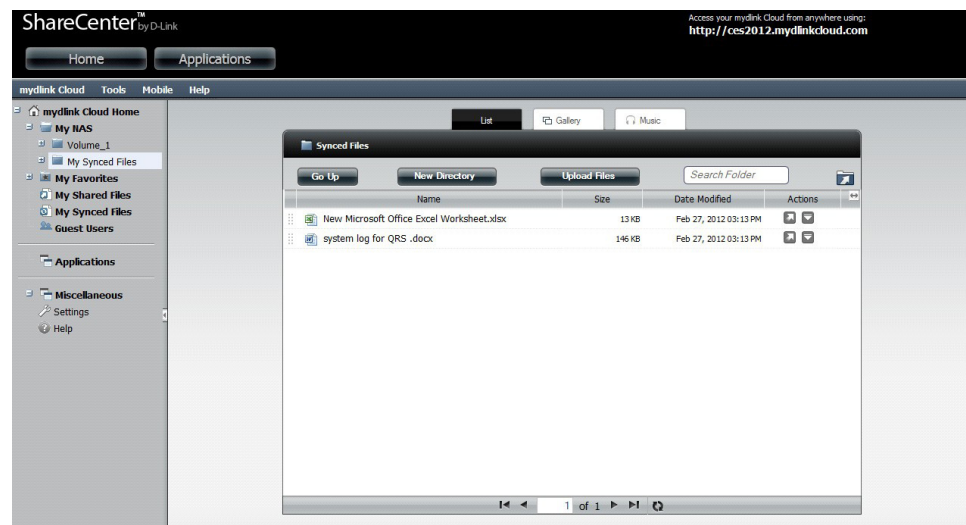 ShareCenter™ by D-Link
Access your mydlink Cloud from anywhere using:
http://ces2012.mydlinkcloud.com
Home Applications
mydlink Cloud Tools Mobile Help
mydlink Cloud Home
My NAS
Volume_1
My Synced Files
My Favorites
My Shared Files
My Synced Files
Guest Users
Applications
Miscellaneous
Settings
Help
List Gallery Music
Synced Files
Go Up New Directory Upload Files Search Folder
Name Size Date Modified Actions
New Microsoft Office Excel Worksheet.xlsx 13 KB Feb 27, 2012 03:13 PM
system log for QRS .docx 146 KB Feb 27, 2012 03:13 PM
1 of 1